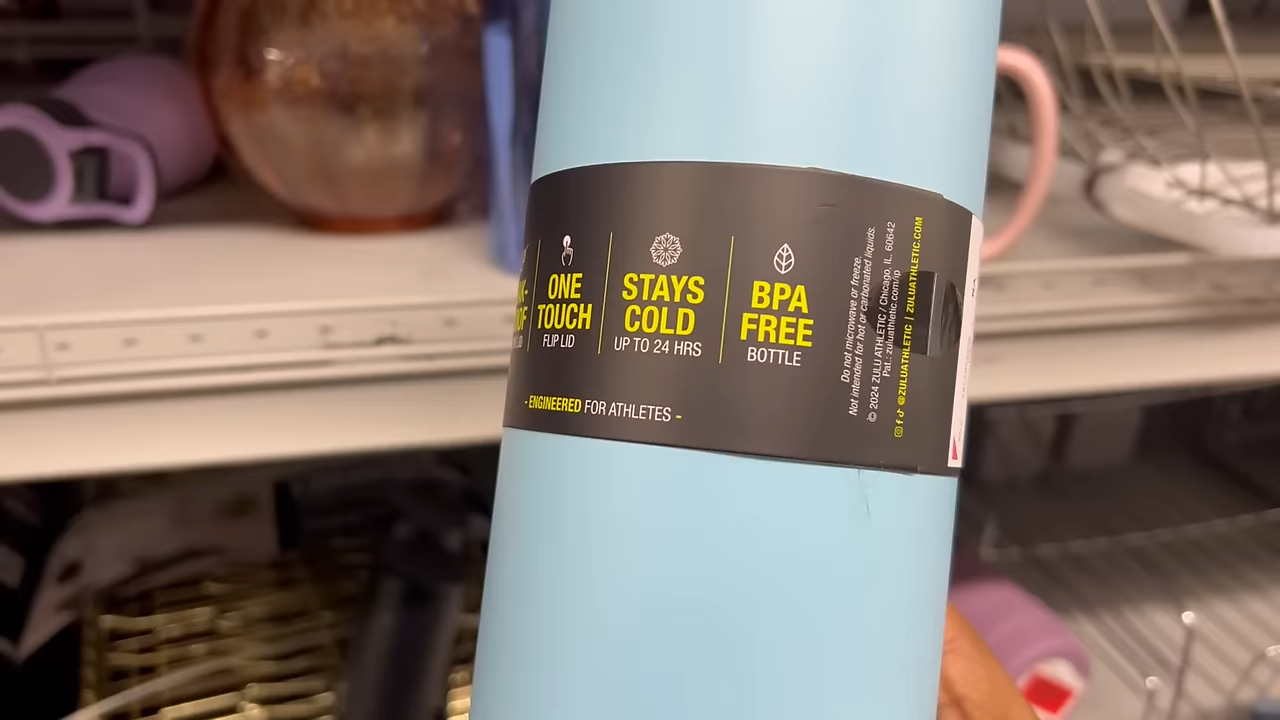 ONE
TOUCH
FLIP LID
STAYS
COLD
UP TO 24 HRS
BPA
FREE
BOTTLE
- ENGINEERED FOR ATHLETES -
Do not microwave or freeze.
Not intended for hot or carbonated liquids.
© 2024 ZULU ATHLETIC / Chicago, IL. 60642
Pat.: zuluathletic.com/ip
@ZULUATHLETIC | ZULUATHLETIC.COM